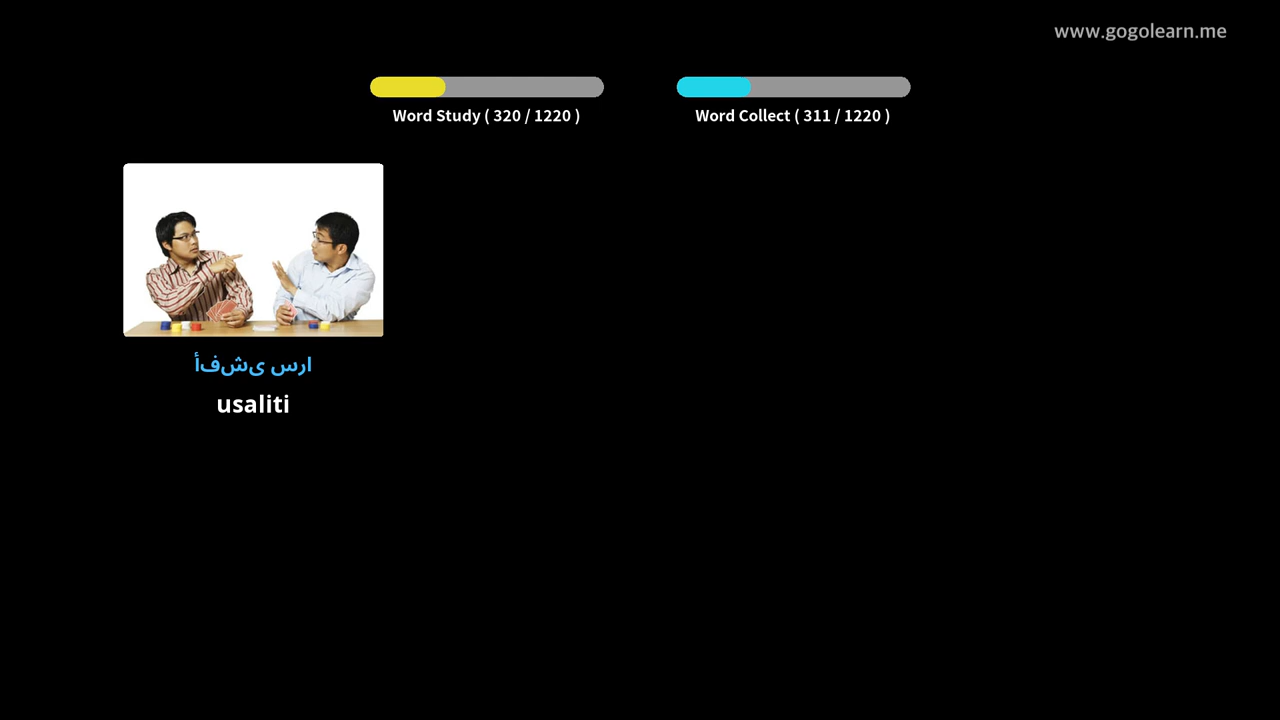 www.gogolearn.me
Word Study ( 320 / 1220 )
Word Collect ( 311 / 1220 )
ارس ىشفأ
usaliti